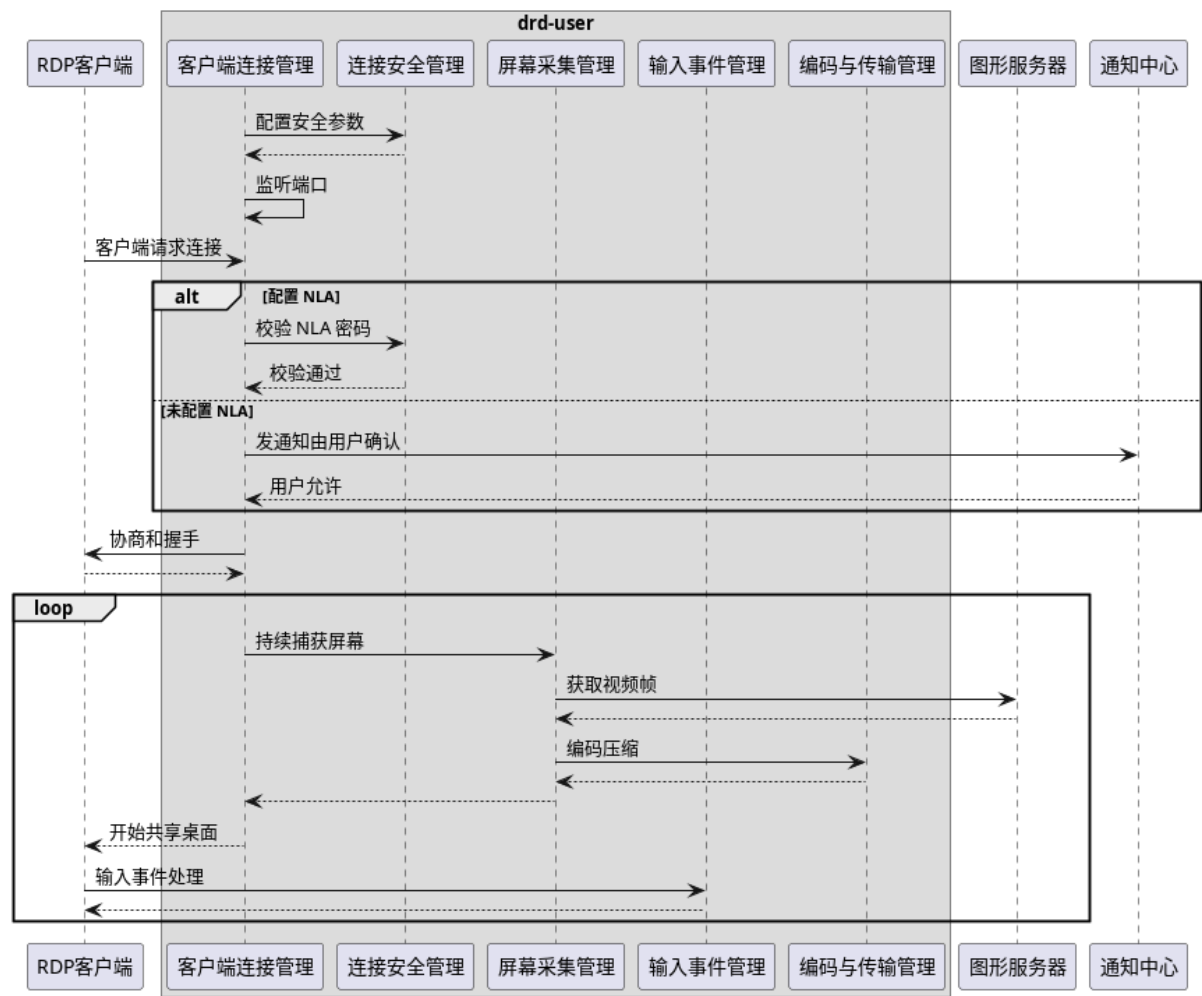 drd-user
RDP客户端 客户端连接管理 连接安全管理 屏幕采集管理 输入事件管理 编码与传输管理 图形服务器 通知中心
配置安全参数
监听端口
客户端请求连接
alt [配置 NLA]
校验 NLA 密码
校验通过
[未配置 NLA]
发通知由用户确认
用户允许
协商和握手
loop
持续捕获屏幕
获取视频帧
编码压缩
开始共享桌面
输入事件处理
RDP客户端 客户端连接管理 连接安全管理 屏幕采集管理 输入事件管理 编码与传输管理 图形服务器 通知中心